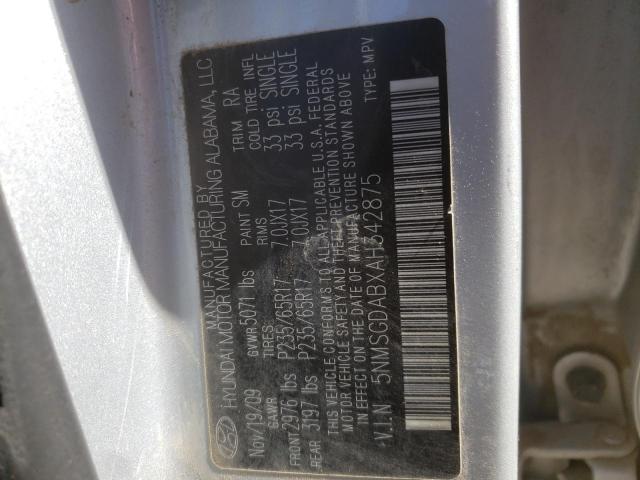 MANUFACTURED BY
HYUNDAI MOTOR MANUFACTURING ALABAMA, LLC
Nov/19/09 GVWR 5071 lbs PAINT SM TRIM RA
GAWR TIRES RIMS COLD TIRE INFL
FRONT 2976 lbs P235/65R17 7.0JX17 33 psi SINGLE
REAR 3197 lbs P235/65R17 7.0JX17 33 psi SINGLE
THIS VEHICLE CONFORMS TO ALL APPLICABLE U.S.A. FEDERAL
MOTOR VEHICLE SAFETY AND THEFT PREVENTION STANDARDS
IN EFFECT ON THE DATE OF MANUFACTURE SHOWN ABOVE
V.I.N 5NMSGDABXAH342875 TYPE: MPV